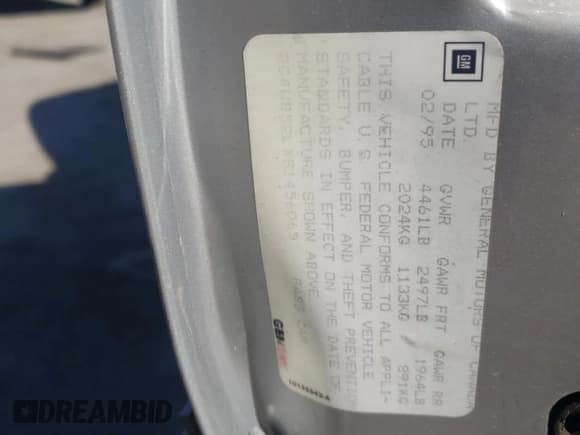 GM
MFD BY GENERAL MOTORS OF CANADA
LTD.
DATE GVWR GAWR FRT GAWR RR
02/95 4461LB 2497LB 1964LB
2024KG 1133KG 891KG
THIS VEHICLE CONFORMS TO ALL APPLI-
CABLE U.S FEDERAL MOTOR VEHICLE
SAFETY, BUMPER, AND THEFT PREVENTION
STANDARDS IN EFFECT ON THE DATE OF
MANUFACTURE SHOWN ABOVE.
PASS CAR
DREAMBID